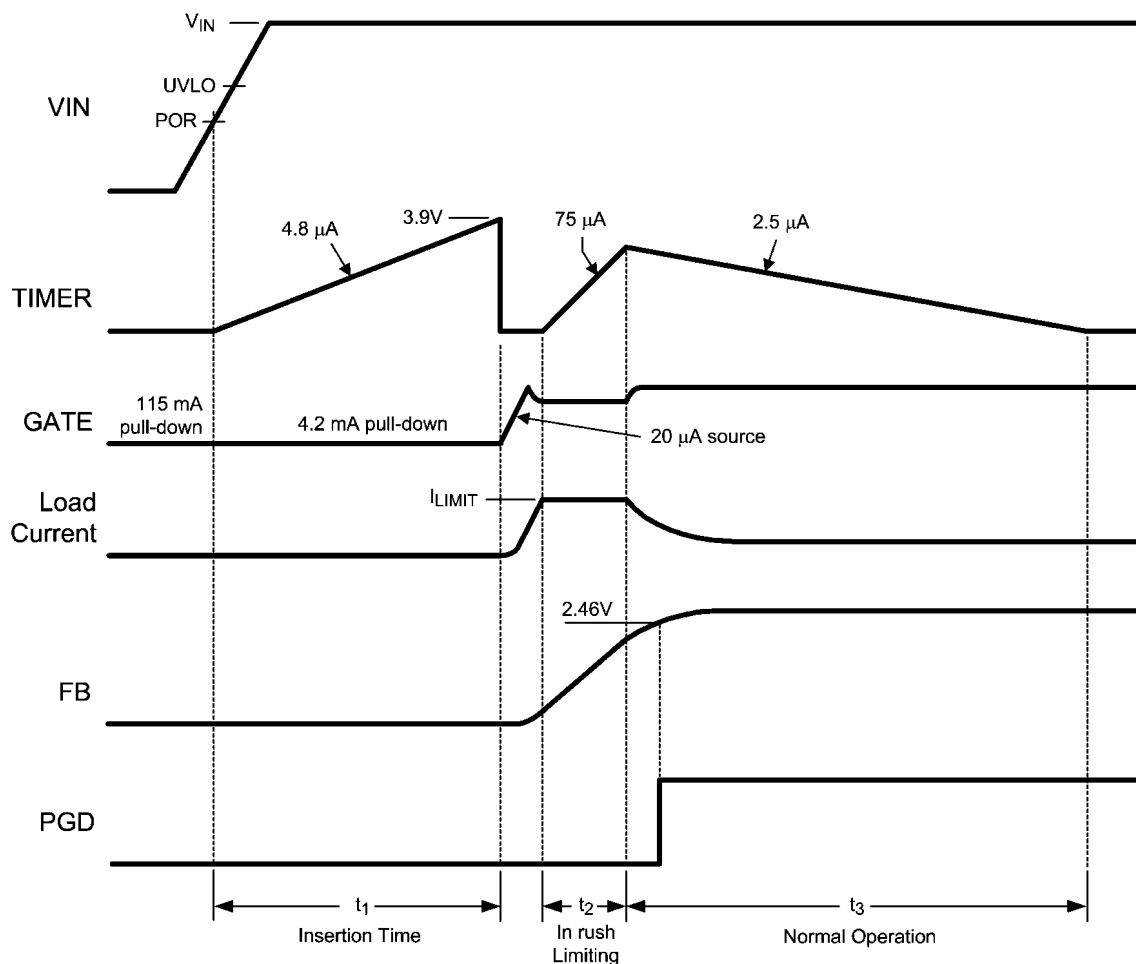 VIN
UVLO
VIN
POR
3.9V
75 μA
2.5 μA
4.8 μA
TIMER
115 mA
pull-down
4.2 mA pull-down
GATE
20 μA source
ILIMIT
Load
Current
2.46V
FB
PGD
t1
t2
t3
Insertion Time
In rush
Limiting
Normal Operation